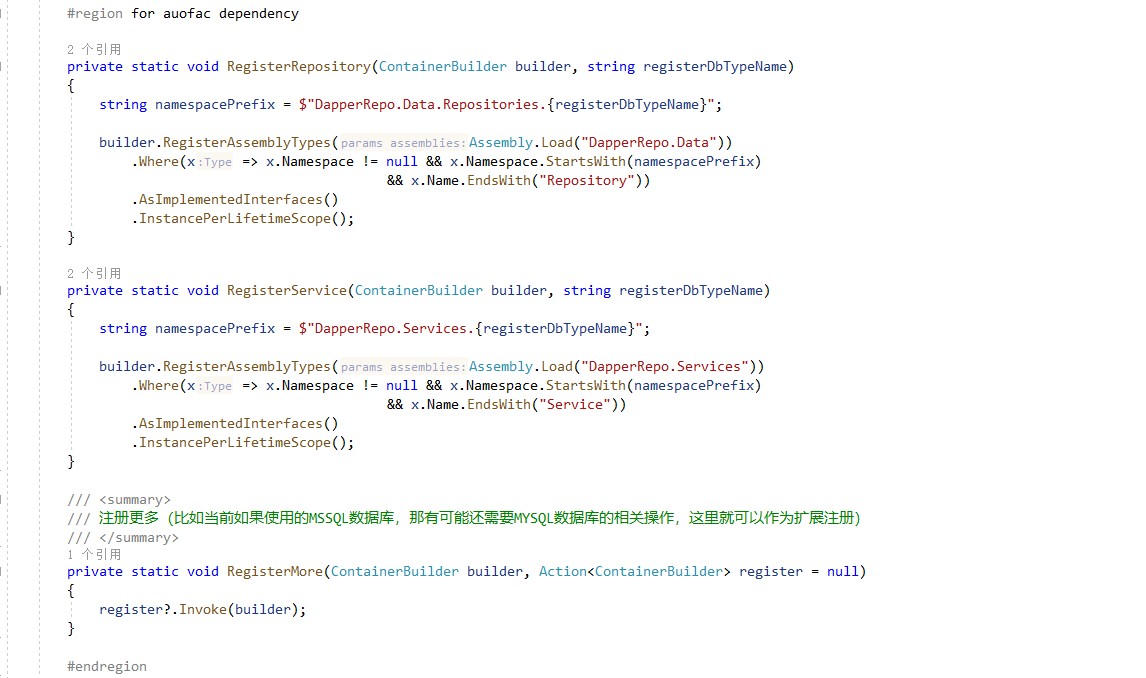 #region for auofac dependency
2 个引用
private static void RegisterRepository(ContainerBuilder builder, string registerDbTypeName)
{
string namespacePrefix = $"DapperRepo.Data.Repositories.{registerDbTypeName}";
builder.RegisterAssemblyTypes(params assemblies:Assembly.Load("DapperRepo.Data"))
.Where(x:Type => x.Namespace != null && x.Namespace.StartsWith(namespacePrefix)
&& x.Name.EndsWith("Repository"))
.AsImplementedInterfaces()
.InstancePerLifetimeScope();
}
2 个引用
private static void RegisterService(ContainerBuilder builder, string registerDbTypeName)
{
string namespacePrefix = $"DapperRepo.Services.{registerDbTypeName}";
builder.RegisterAssemblyTypes(params assemblies:Assembly.Load("DapperRepo.Services"))
.Where(x:Type => x.Namespace != null && x.Namespace.StartsWith(namespacePrefix)
&& x.Name.EndsWith("Service"))
.AsImplementedInterfaces()
.InstancePerLifetimeScope();
}
/// <summary>
/// 注册更多（比如当前如果使用的MSSQL数据库，那有可能还需要MYSQL数据库的相关操作，这里就可以作为扩展注册）
/// </summary>
1 个引用
private static void RegisterMore(ContainerBuilder builder, Action<ContainerBuilder> register = null)
{
register?.Invoke(builder);
}
#endregion